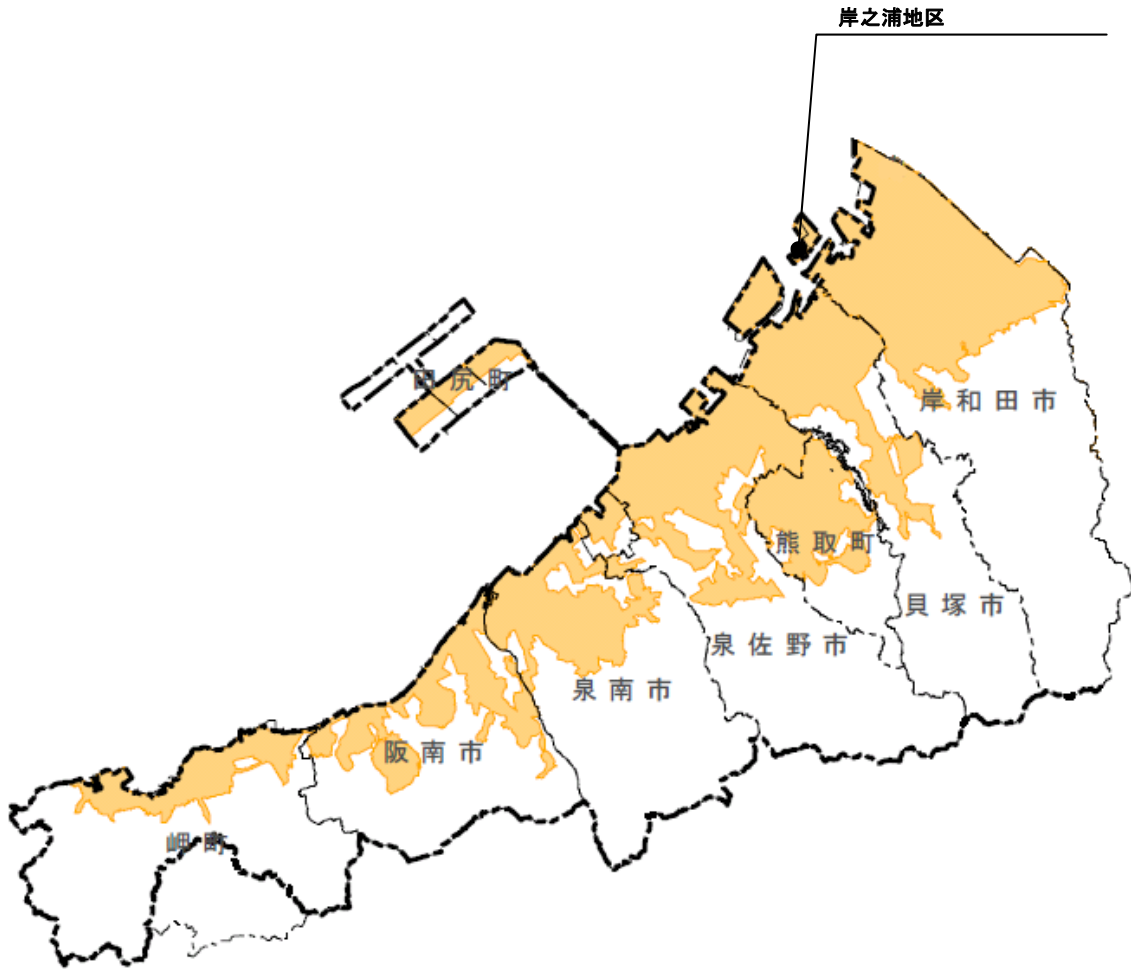 岸之浦地区
田尻町
岸和田市
熊取町
貝塚市
泉佐野市
泉南市
阪南市
岬町